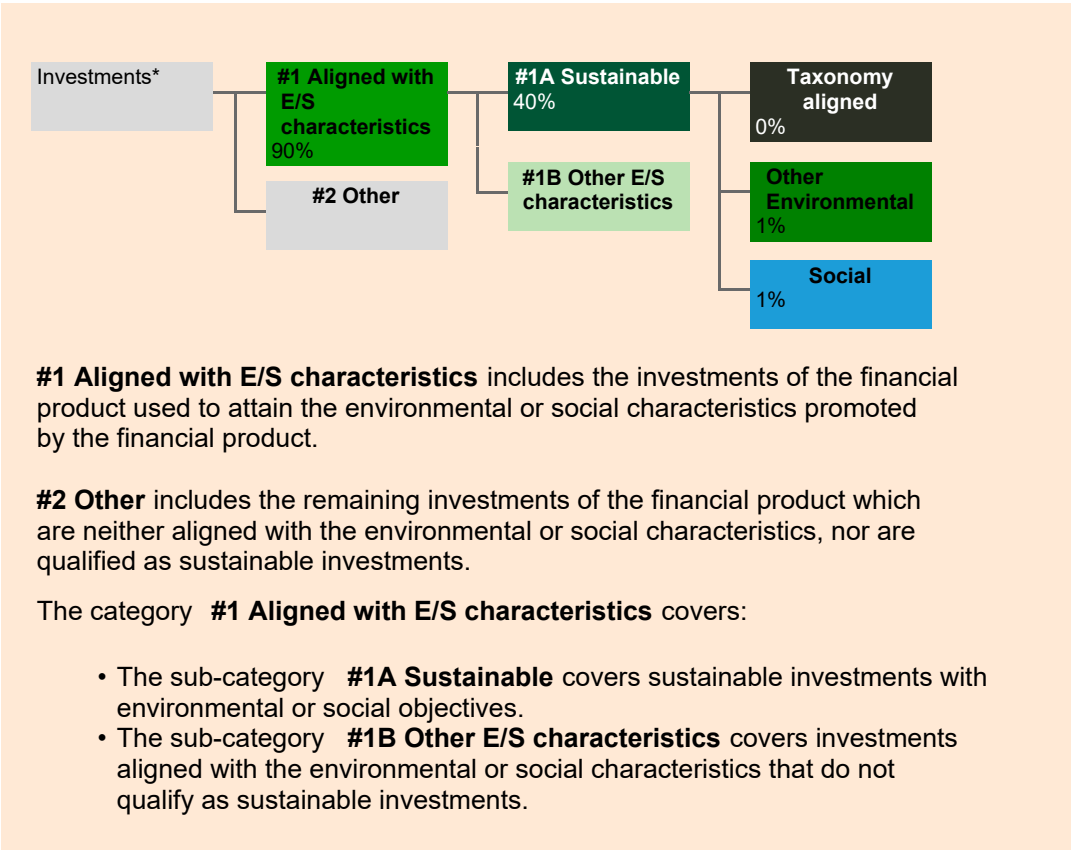 Investments*
#1 Aligned with
E/S
characteristics
90%
#2 Other
#1A Sustainable
40%
#1B Other E/S
characteristics
Taxonomy
aligned
0%
Other
Environmental
1%
Social
1%
#1 Aligned with E/S characteristics includes the investments of the financial
product used to attain the environmental or social characteristics promoted
by the financial product.
#2 Other includes the remaining investments of the financial product which
are neither aligned with the environmental or social characteristics, nor are
qualified as sustainable investments.
The category #1 Aligned with E/S characteristics covers:
• The sub-category #1A Sustainable covers sustainable investments with
environmental or social objectives.
• The sub-category #1B Other E/S characteristics covers investments
aligned with the environmental or social characteristics that do not
qualify as sustainable investments.